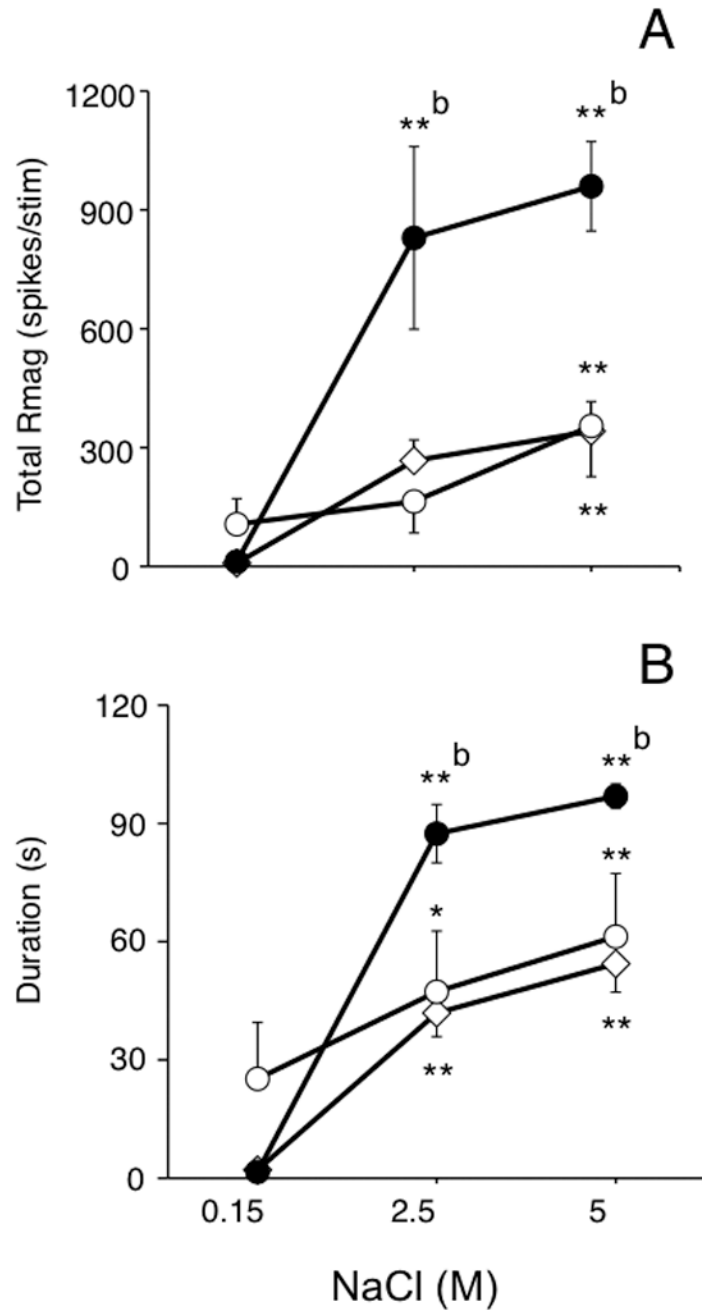 A
Total Rmag (spikes/stim)
1200
900
600
300
0
**b
**b
**
**
B
Duration (s)
120
90
60
30
0
**b
**b
*
**
**
**
0.15
2.5
5
NaCl (M)